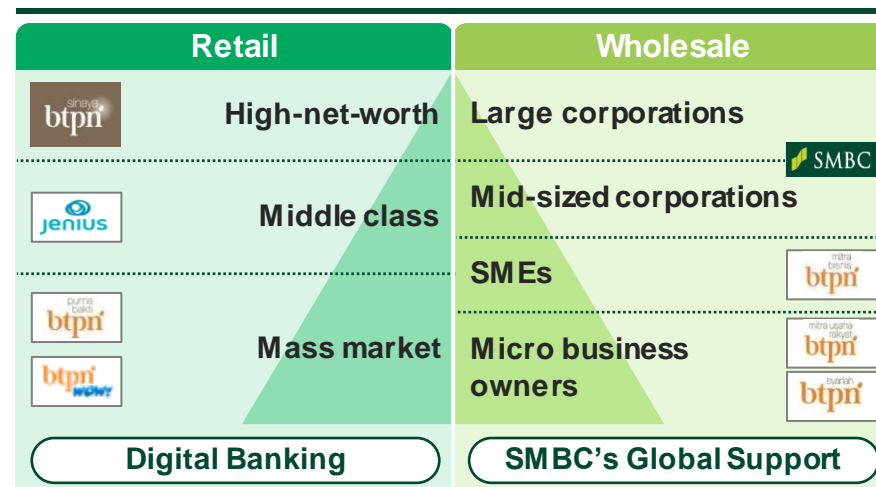 Retail
Wholesale
sinaya
btpn
High-net-worth
Large corporations
SMBC
jenius
Middle class
Mid-sized corporations
SMEs
mitra
bisnis
btpn
purna
bakti
btpn
btpn
wow!
Mass market
Micro business
owners
mitra usaha
rakyat
btpn
syariah
btpn
Digital Banking
SMBC's Global Support